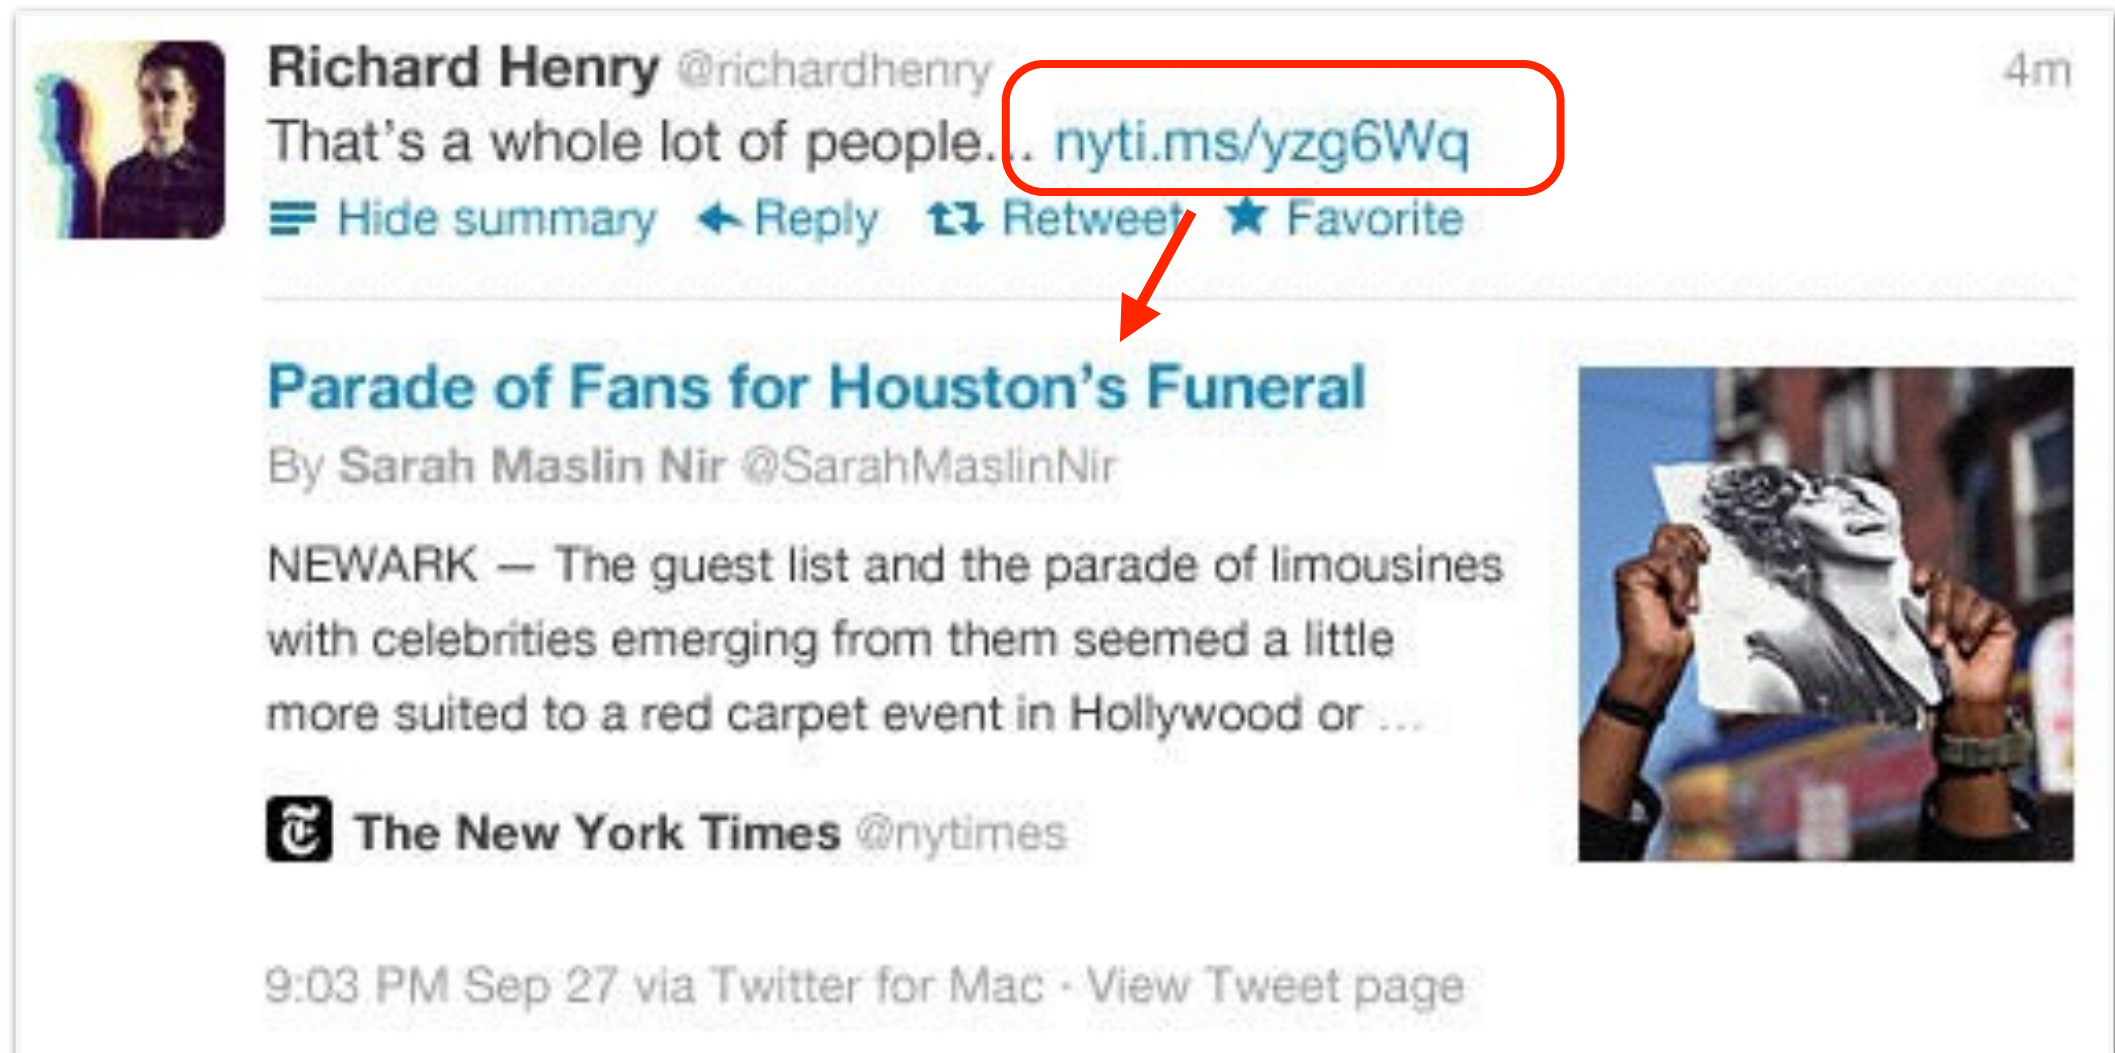 Richard Henry @richardhenry 4m
That's a whole lot of people... nyti.ms/yzg6Wq
Hide summary Reply Retweet Favorite
Parade of Fans for Houston's Funeral
By Sarah Maslin Nir @SarahMaslinNir
NEWARK — The guest list and the parade of limousines
with celebrities emerging from them seemed a little
more suited to a red carpet event in Hollywood or ...
The New York Times @nytimes
9:03 PM Sep 27 via Twitter for Mac · View Tweet page